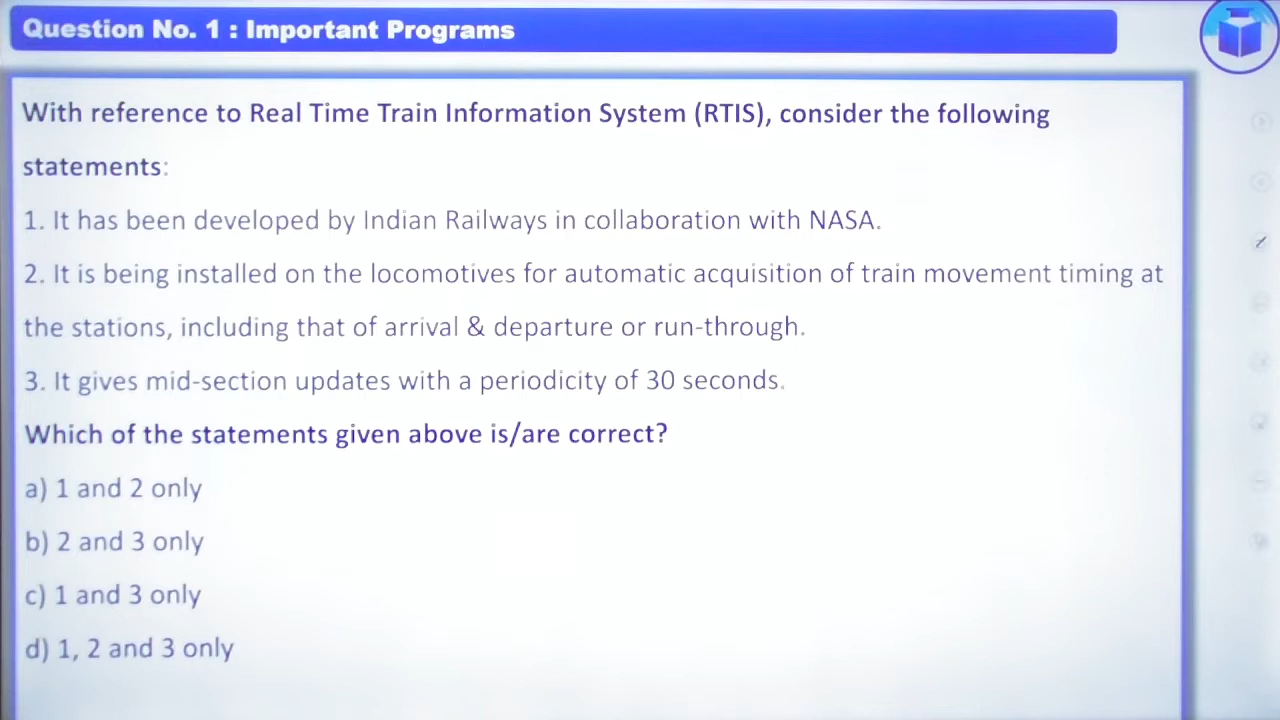 Question No. 1 : Important Programs
With reference to Real Time Train Information System (RTIS), consider the following
statements:
1. It has been developed by Indian Railways in collaboration with NASA.
2. It is being installed on the locomotives for automatic acquisition of train movement timing at
the stations, including that of arrival & departure or run-through.
3. It gives mid-section updates with a periodicity of 30 seconds.
Which of the statements given above is/are correct?
a) 1 and 2 only
b) 2 and 3 only
c) 1 and 3 only
d) 1, 2 and 3 only